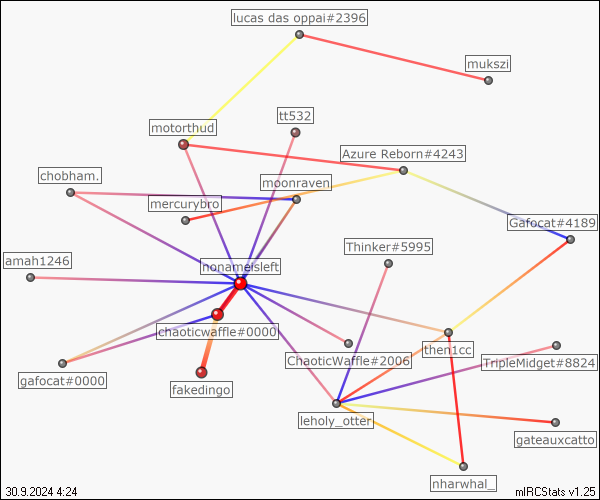 lucas das oppai#2396
mukszi
tt532
motorthud
Azure Reborn#4243
chobham.
moonraven
mercurybro
Gafocat#4189
Thinker#5995
amah1246
nonameisleft
chaoticwaffle#0000
ChaoticWaffle#2006
then1cc
TripleMidget#8824
gafocat#0000
fakedingo
leholy_otter
gateauxcatto
nharwhal_
30.9.2024 4:24
mIRCStats v1.25